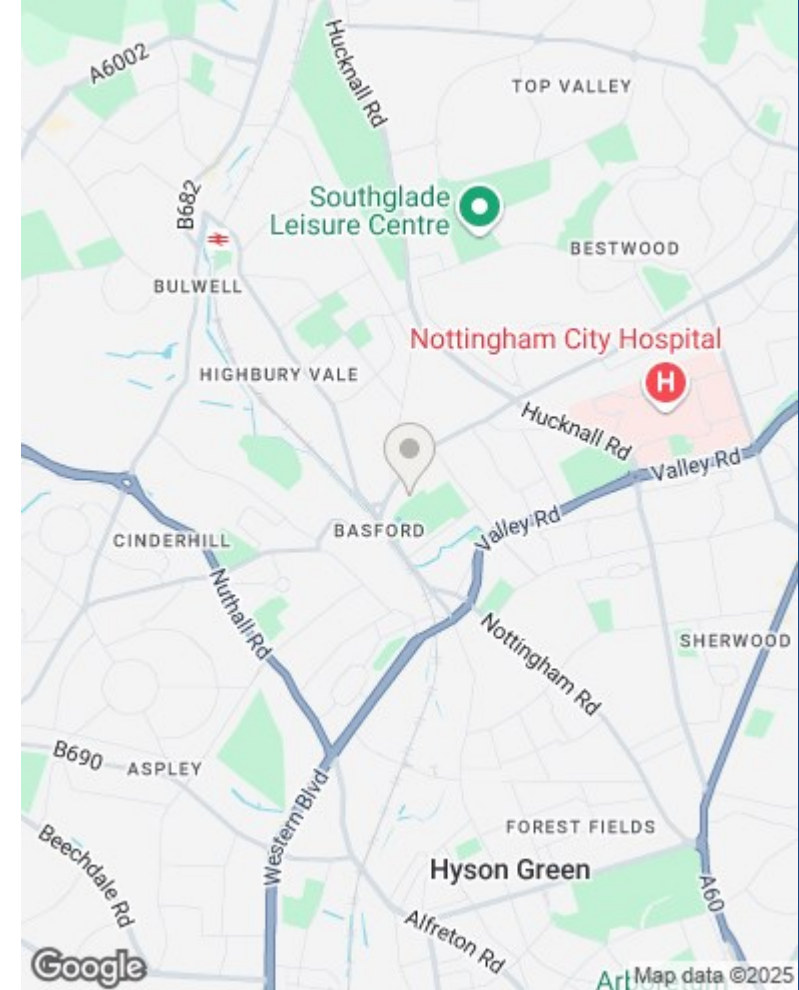 Hucknall Rd
A6002
TOP VALLEY
B682
Southglade
Leisure Centre
BESTWOOD
BULWELL
Nottingham City Hospital
H
HIGHBURY VALE
Hucknall Rd
Valley Rd
BASFORD
Valley Rd
CINDERHILL
Nuthall Rd
Nottingham Rd
SHERWOOD
B690
ASPLEY
Western Blvd
FOREST FIELDS
Beechdale Rd
Hyson Green
A60
Alfreton Rd
Google
Map data ©2025